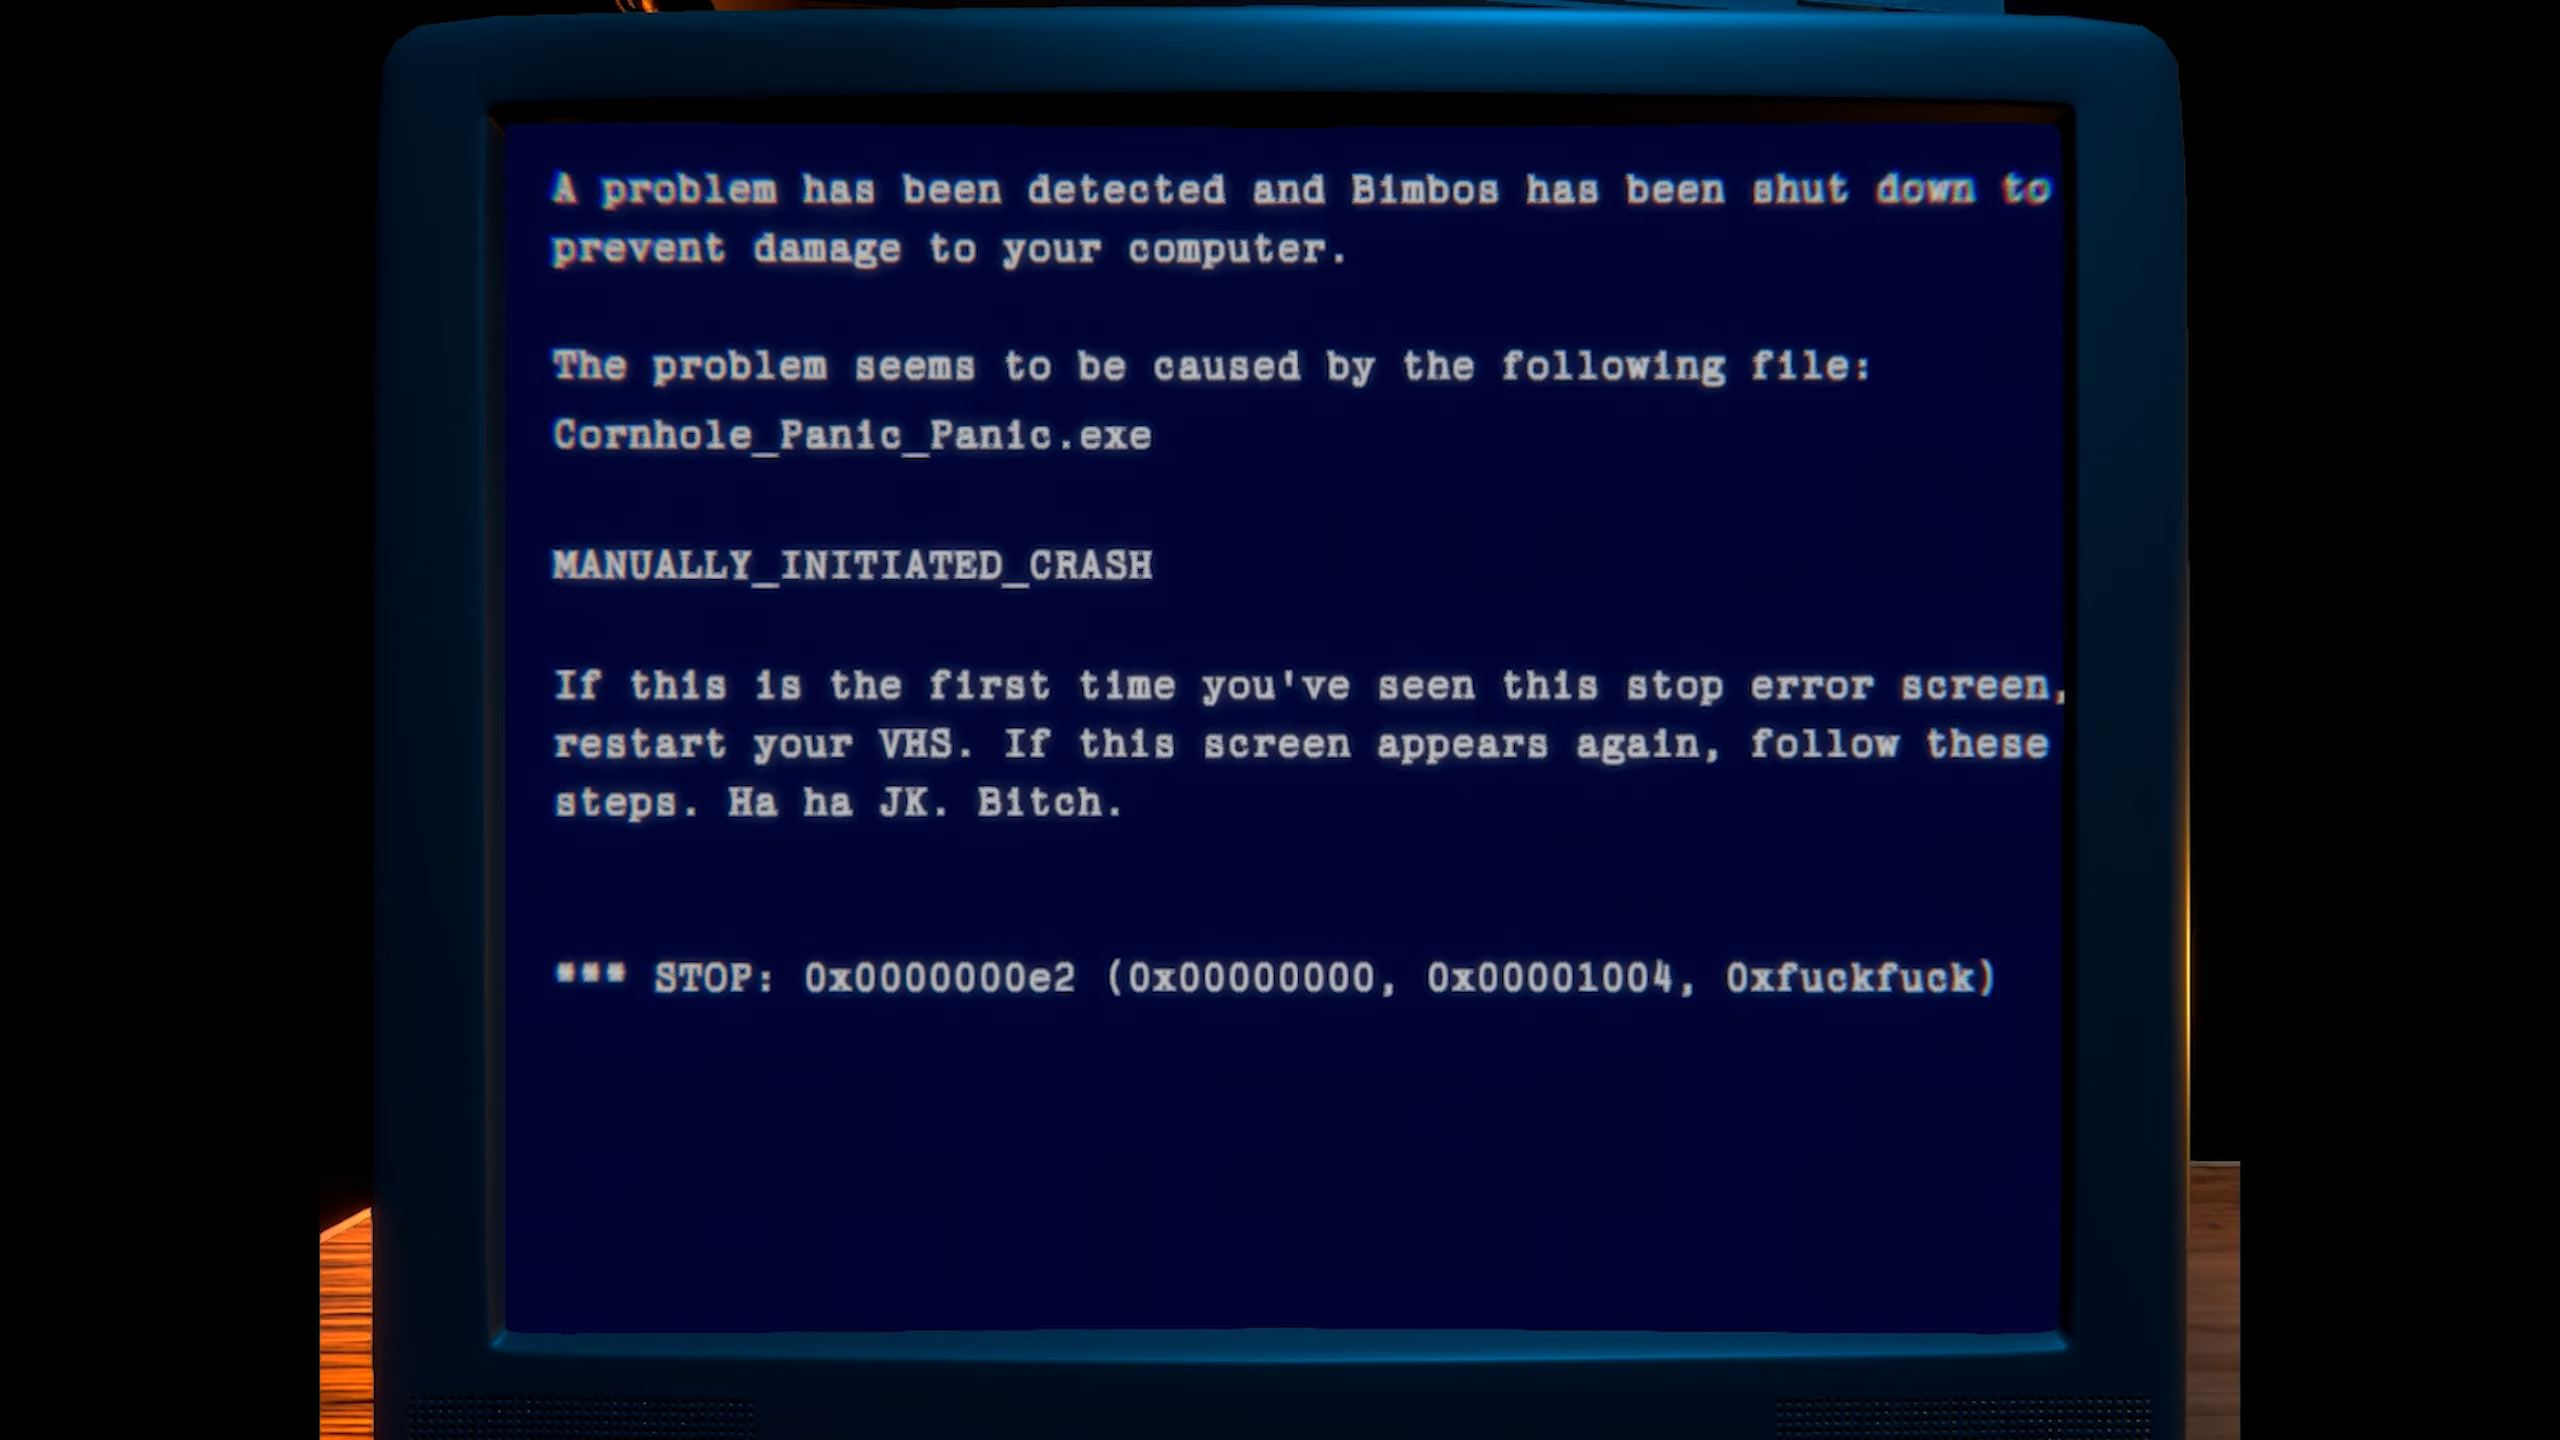 A problem has been detected and Bimbos has been shut down to
prevent damage to your computer.
The problem seems to be caused by the following file:
Cornhole_Panic_Panic.exe
MANUALLY_INITIATED_CRASH
If this is the first time you've seen this stop error screen,
restart your VHS. If this screen appears again, follow these
steps. Ha ha JK. Bitch.
*** STOP: 0x0000000e2 (0x00000000, 0x00001004, 0xfuckfuck)